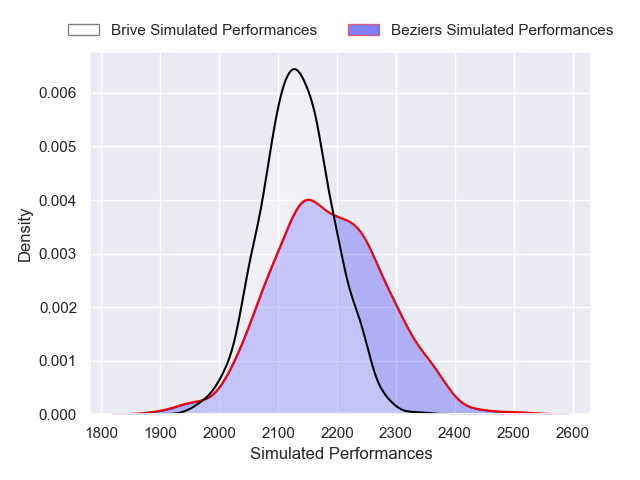 Brive Simulated Performances Beziers Simulated Performances
0.006
0.005
0.004
0.003
0.002
0.001
0.000
Density
1800 1900 2000 2100 2200 2300 2400 2500 2600
Simulated Performances